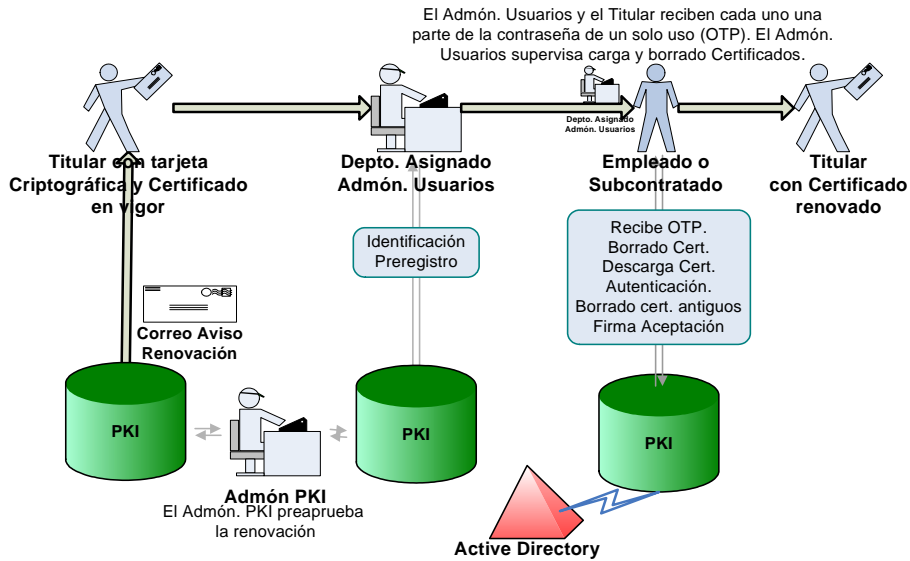 El Admón. Usuarios y el Titular reciben cada uno una
parte de la contraseña de un solo uso (OTP). El Admón.
Usuarios supervisa carga y borrado Certificados.
Depto. Asignado
Admón. Usuarios
Titular con tarjeta
Criptográfica y Certificado
en vigor
Depto. Asignado
Admón. Usuarios
Empleado o
Subcontratado
Titular
con Certificado
renovado
Identificación
Preregistro
Recibe OTP.
Borrado Cert.
Descarga Cert.
Autenticación.
Borrado cert. antiguos
Firma Aceptación
Correo Aviso
Renovación
PKI
PKI
PKI
Admón PKI
El Admón. PKI preaprueba
la renovación
Active Directory